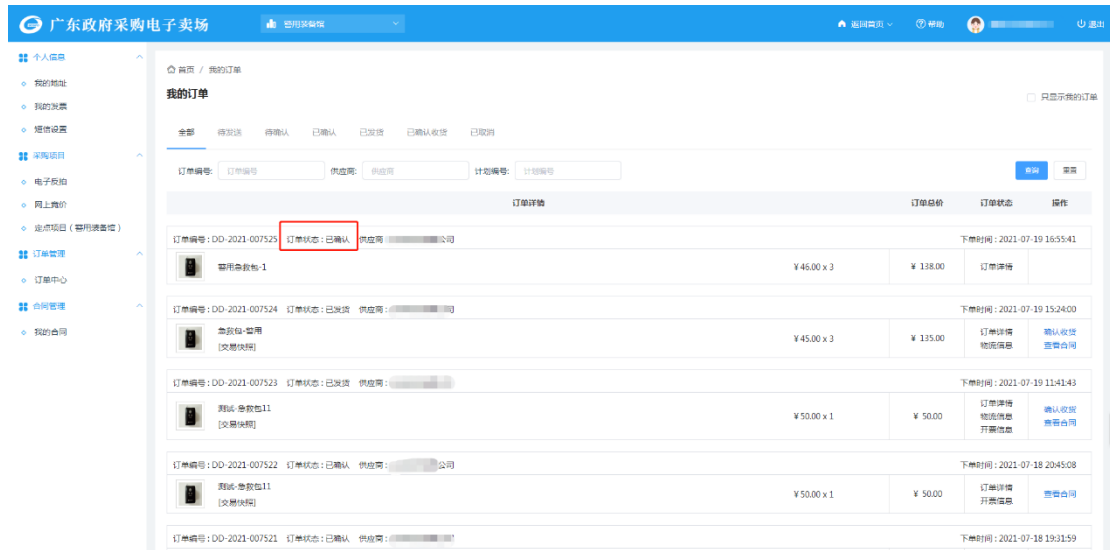 广东政府采购电子卖场
警用装备馆
返回首页
帮助
退出
个人信息
我的地址
我的发票
短信设置
采购项目
电子反拍
网上竞价
定点项目（警用装备馆）
订单管理
订单中心
合同管理
我的合同
首页 / 我的订单
我的订单
只显示我的订单
全部 待发送 待确认 已确认 已发货 已确认收货 已取消
订单编号: 订单编号 供应商: 供应商 计划编号: 计划编号 查询 重置
订单详情 订单总价 订单状态 操作
订单编号：DD-2021-007525 订单状态：已确认 供应商： 公司 下单时间：2021-07-19 16:55:41
警用急救包-1 ¥ 46.00 x 3 ¥ 138.00 订单详情
订单编号：DD-2021-007524 订单状态：已发货 供应商： 司 下单时间：2021-07-19 15:24:00
急救包-警用 ¥ 45.00 x 3 ¥ 135.00 订单详情 确认收货
[交易快照] 物流信息 查看合同
订单编号：DD-2021-007523 订单状态：已发货 供应商： 下单时间：2021-07-19 11:41:43
测试-急救包11 ¥ 50.00 x 1 ¥ 50.00 订单详情 确认收货
[交易快照] 物流信息 查看合同
开票信息
订单编号：DD-2021-007522 订单状态：已确认 供应商： 公司 下单时间：2021-07-18 20:45:08
测试-急救包11 ¥ 50.00 x 1 ¥ 50.00 订单详情 查看合同
[交易快照] 开票信息
订单编号：DD-2021-007521 订单状态：已确认 供应商： 下单时间：2021-07-18 19:31:59